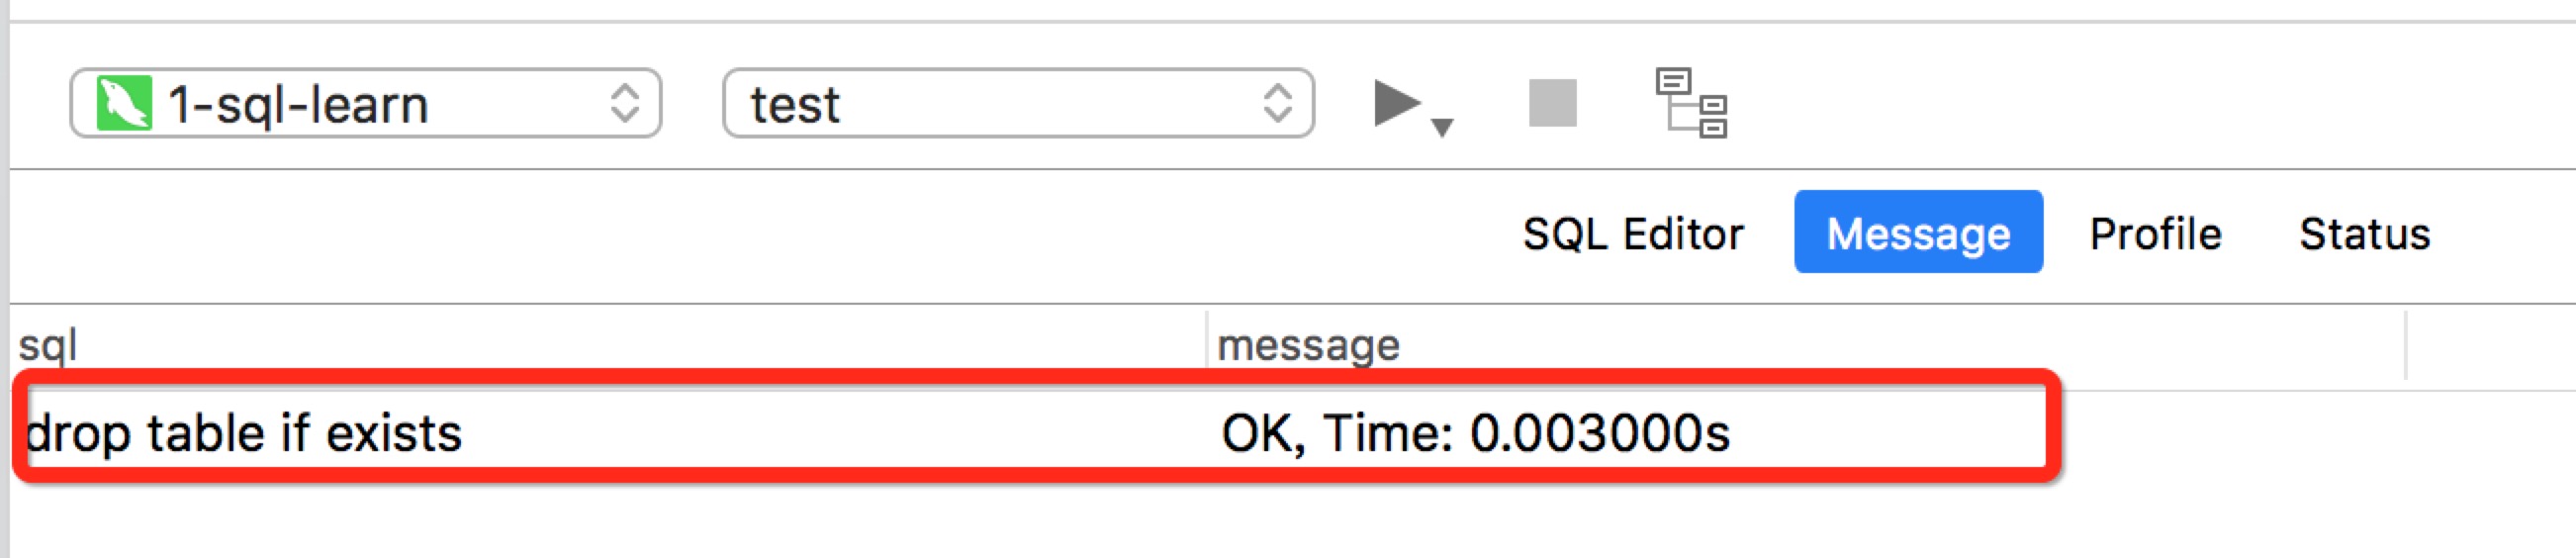 1-sql-learn test
SQL Editor Message Profile Status
sql message
drop table if exists OK, Time: 0.003000s